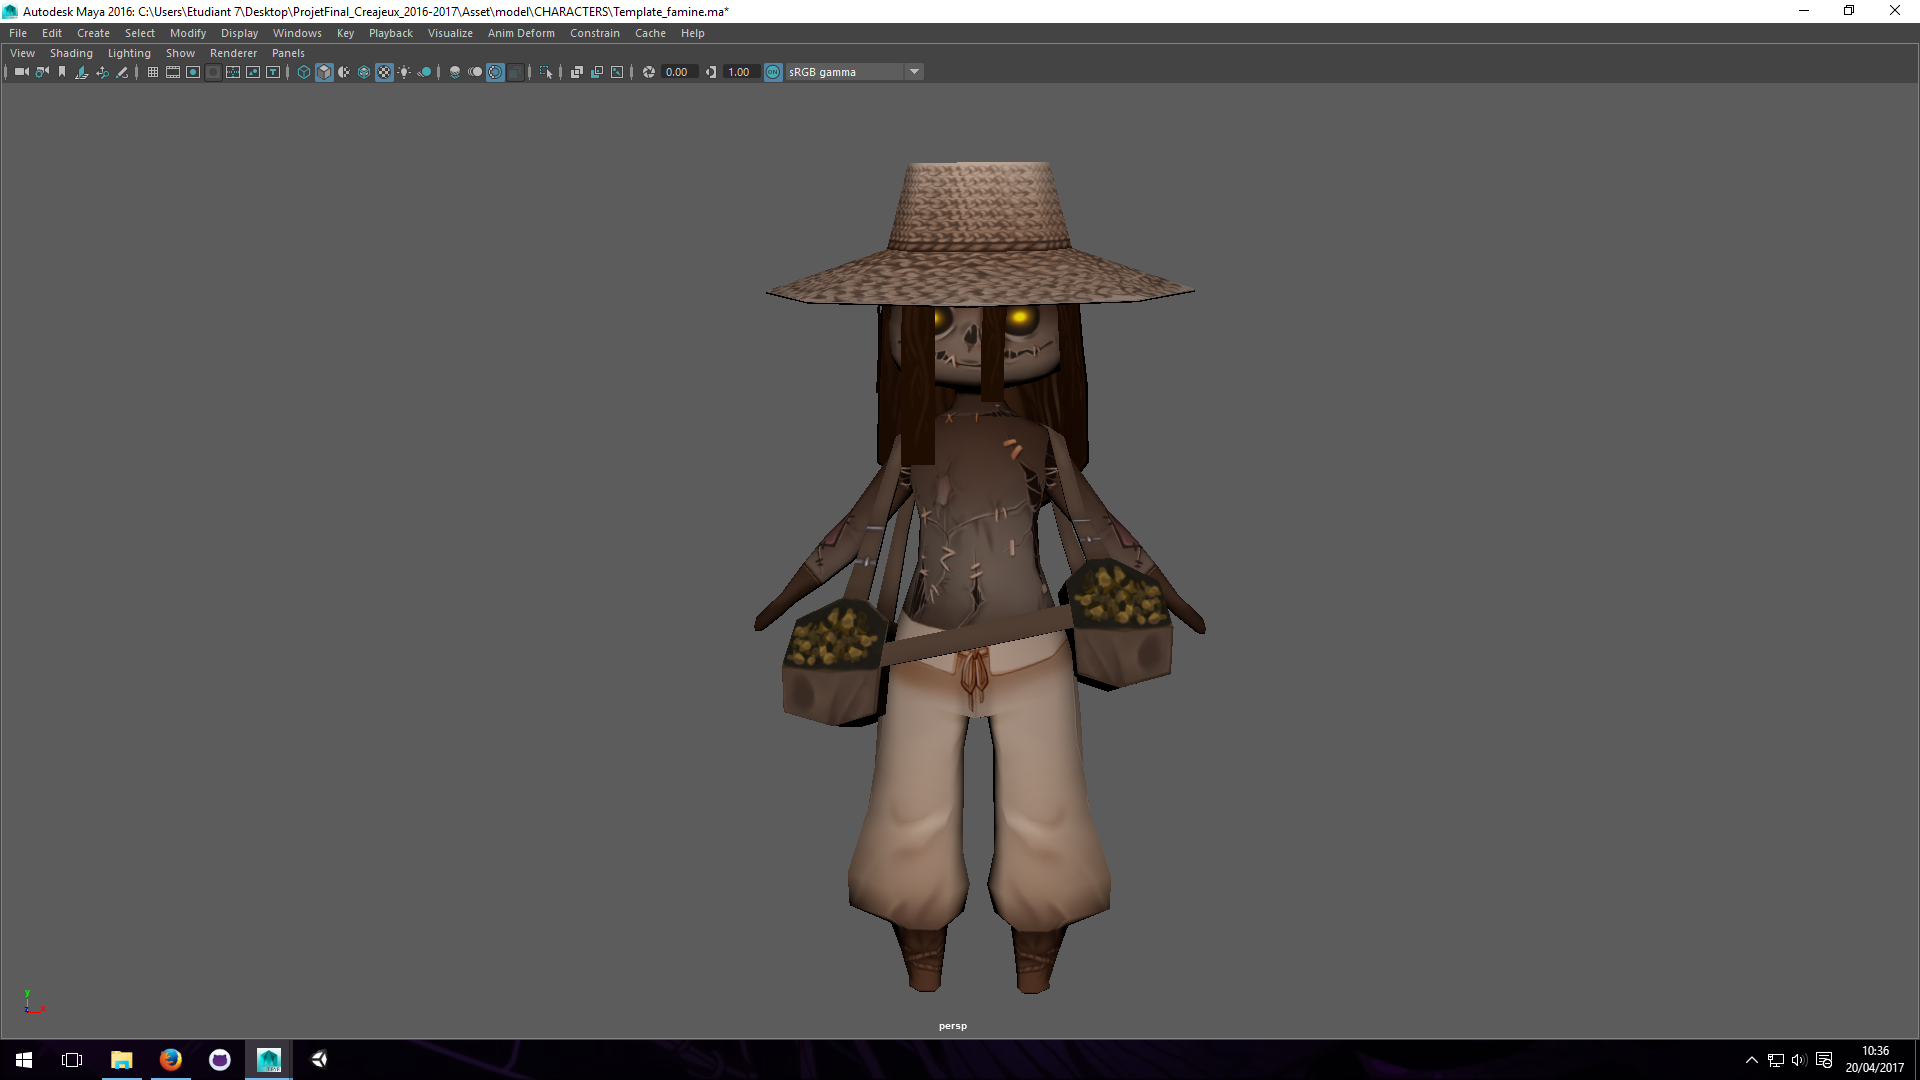 Autodesk Maya 2016: C:\Users\Etudiant 7\Desktop\ProjetFinal_Creajeux_2016-2017\Asset\model\CHARACTERS\Template_famine.ma*
File Edit Create Select Modify Display Windows Key Playback Visualize Anim Deform Constrain Cache Help
View Shading Lighting Show Renderer Panels
0.00 1.00 ON sRGB gamma
y
z x
persp
10:36
20/04/2017